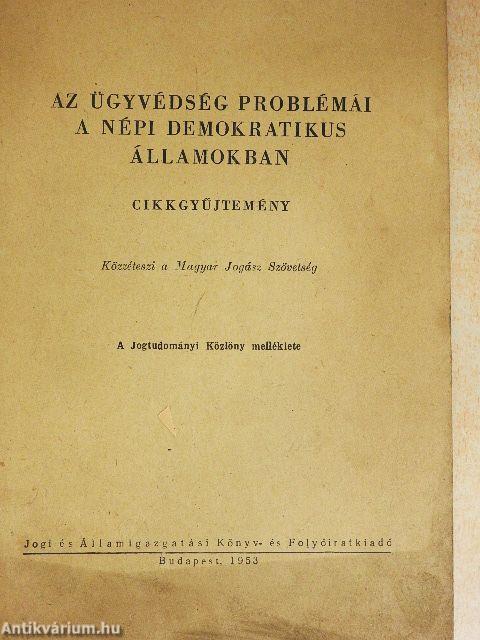 AZ ÜGYVÉDSÉG PROBLÉMÁI
A NÉPI DEMOKRATIKUS
ÁLLAMOKBAN
CIKKGYŰJTEMÉNY
Közzéteszi a Magyar Jogász Szövetség
A Jogtudományi Közlöny melléklete
Jogi és Államigazgatási Könyv- és Folyóiratkiadó
Budapest, 1953
Antikvárium.hu